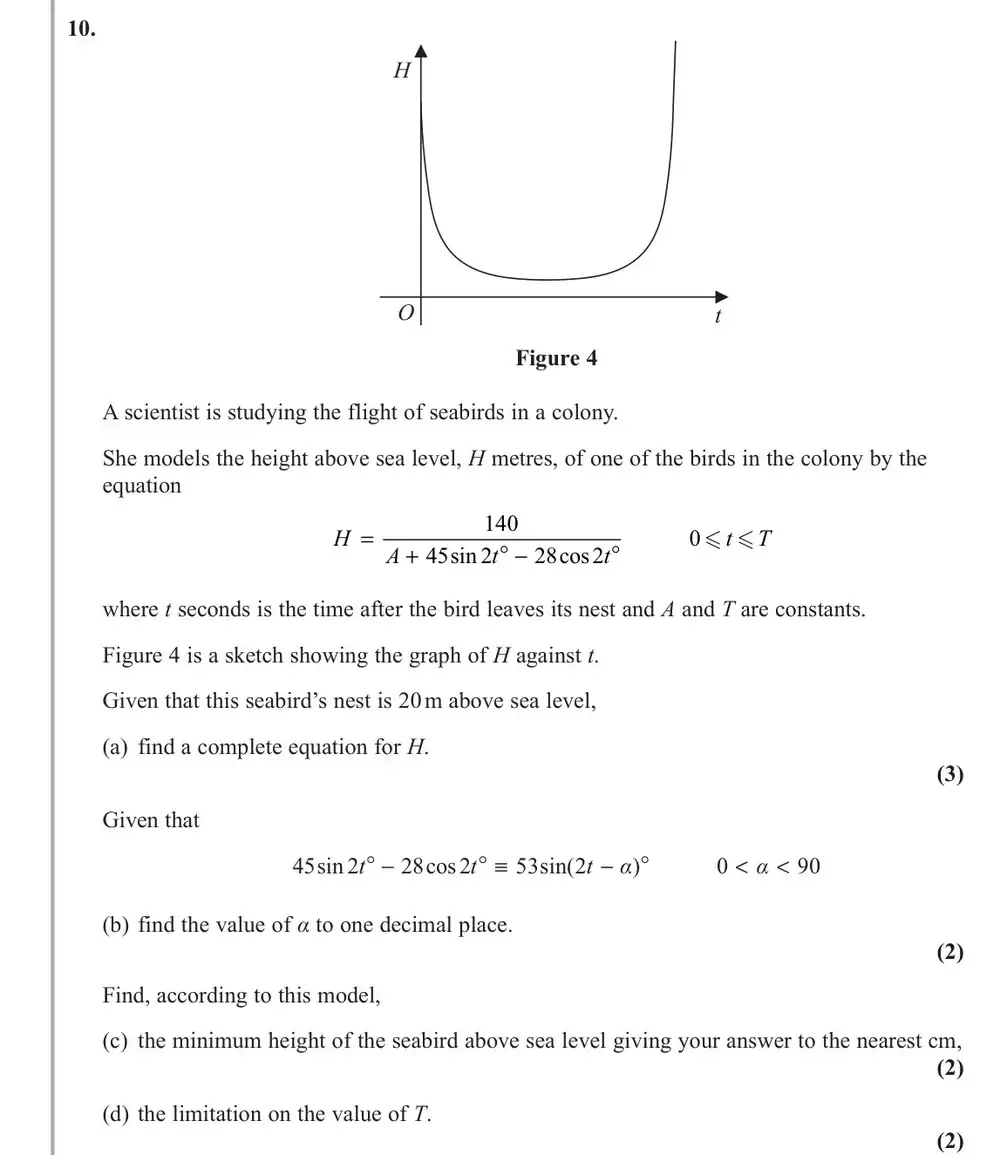 10.
H
O
t
Figure 4
A scientist is studying the flight of seabirds in a colony.
She models the height above sea level, H metres, of one of the birds in the colony by the
equation
H = 140 / (A + 45 sin 2t° − 28 cos 2t°)    0 ⩽ t ⩽ T
where t seconds is the time after the bird leaves its nest and A and T are constants.
Figure 4 is a sketch showing the graph of H against t.
Given that this seabird’s nest is 20 m above sea level,
(a) find a complete equation for H.
(3)
Given that
45 sin 2t° − 28 cos 2t° ≡ 53 sin(2t − α)°    0 < α < 90
(b) find the value of α to one decimal place.
(2)
Find, according to this model,
(c) the minimum height of the seabird above sea level giving your answer to the nearest cm,
(2)
(d) the limitation on the value of T.
(2)